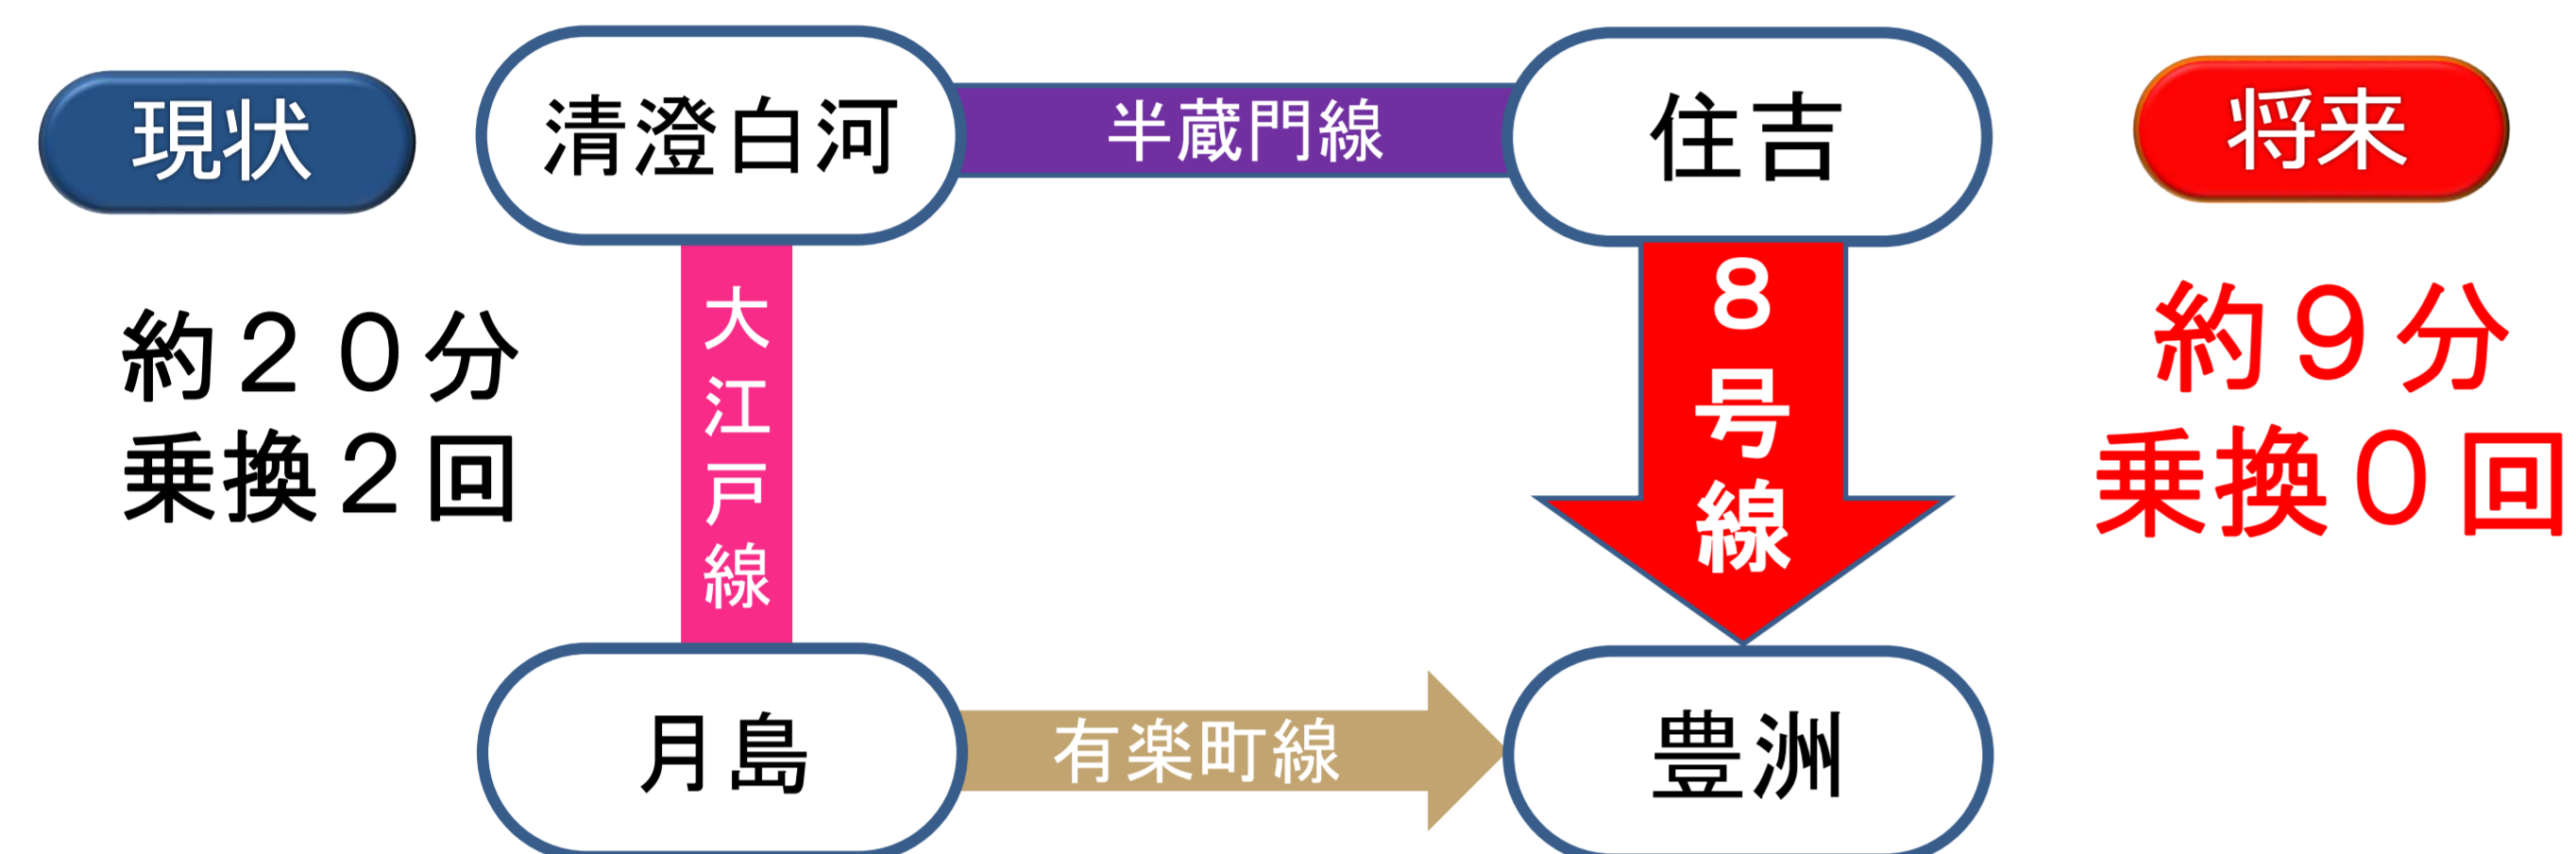 現状
清澄白河
半蔵門線
住吉
将来
約２０分
乗換２回
大江戸線
８号線
約９分
乗換０回
月島
有楽町線
豊洲